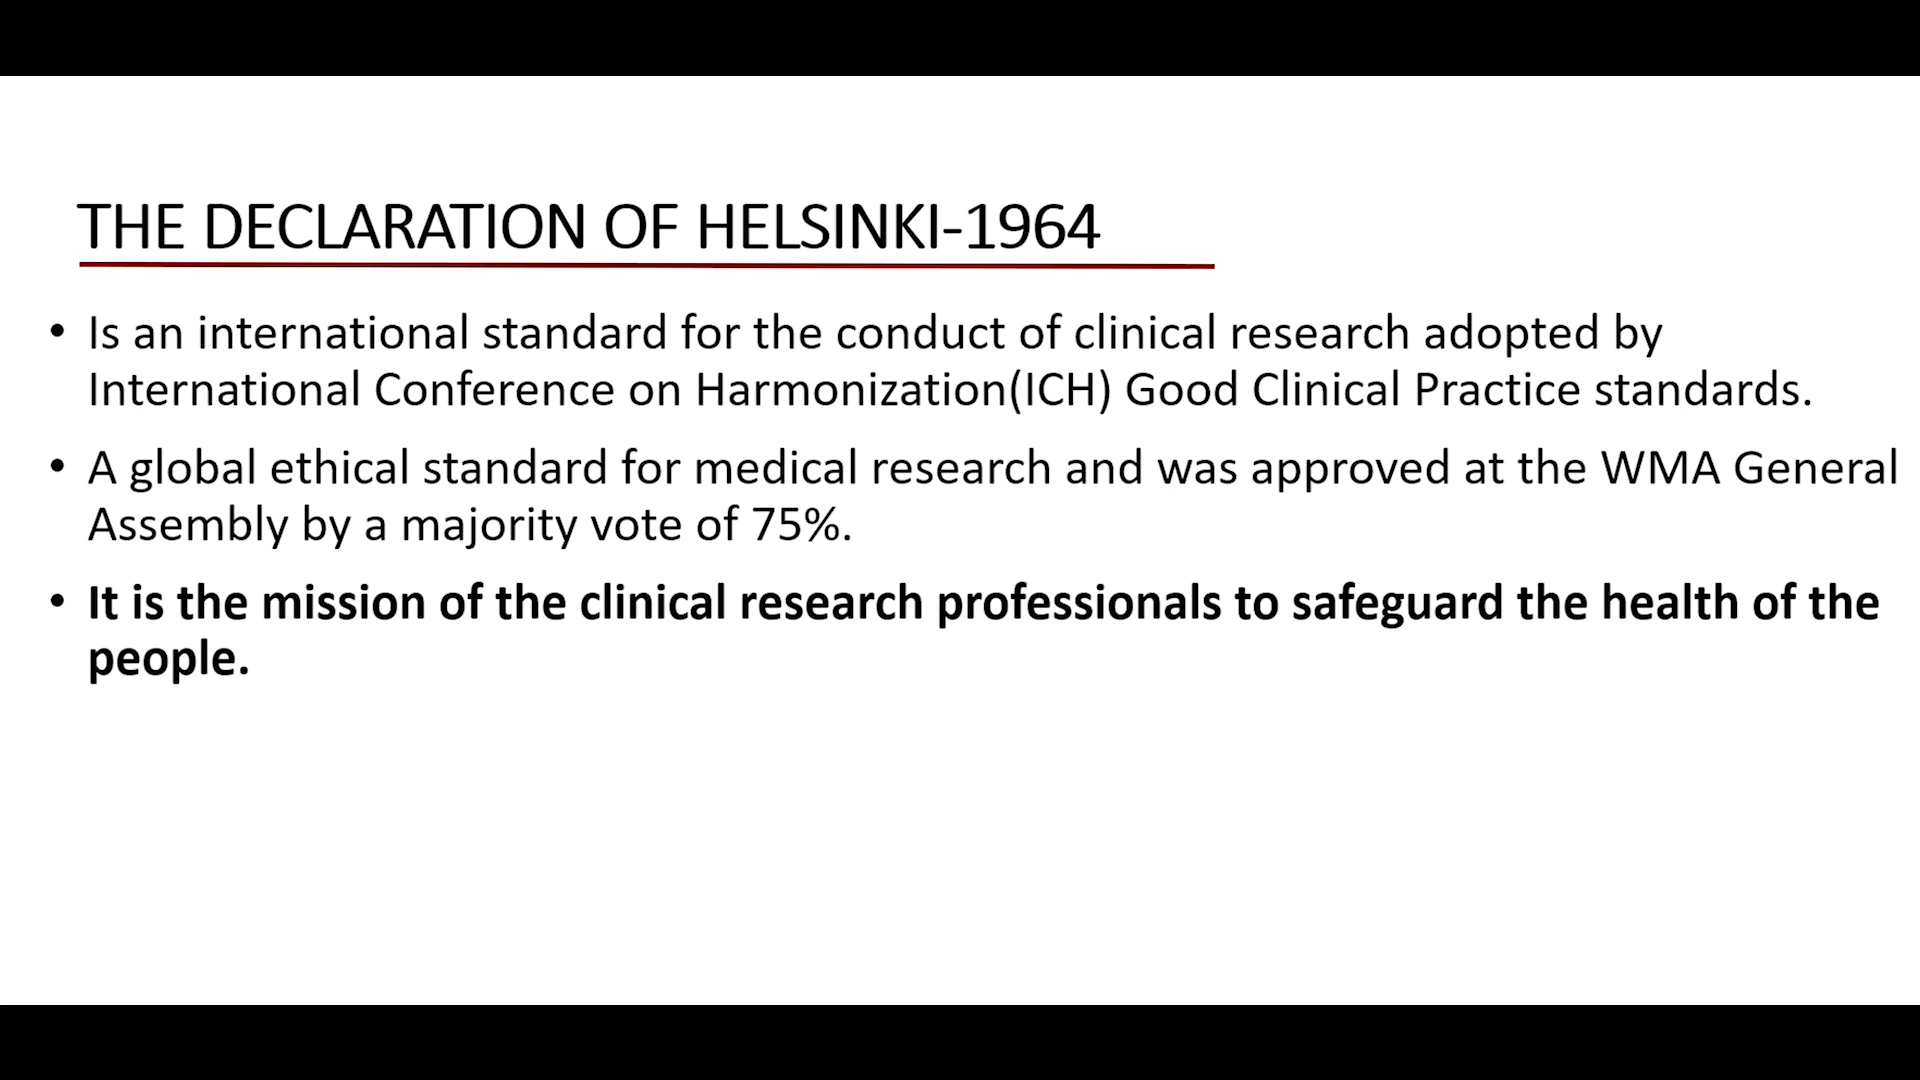 THE DECLARATION OF HELSINKI-1964
• Is an international standard for the conduct of clinical research adopted by
International Conference on Harmonization(ICH) Good Clinical Practice standards.
• A global ethical standard for medical research and was approved at the WMA General
Assembly by a majority vote of 75%.
• It is the mission of the clinical research professionals to safeguard the health of the
people.